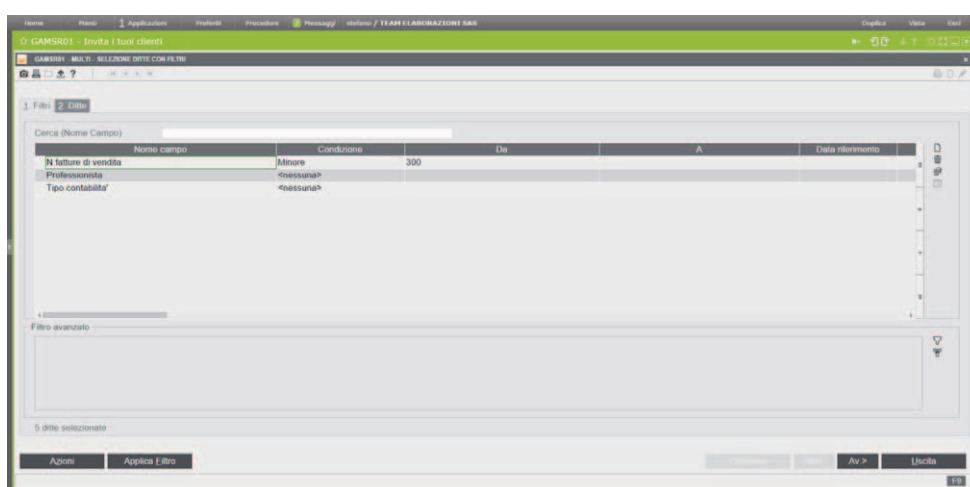 Home Menù 1 Applicazioni Preferiti Procedure Messaggi stefano / TEAM ELABORAZIONI SAS Duplica Vista Esci
GAMSR01 - Invita i tuoi clienti
GAMSR01 - MULTI - SELEZIONE DITTE CON FILTRI
1 Filtri 2. Ditte
Cerca (Nome Campo)
Nome campo Condizione Da A Data riferimento
N fatture di vendita Minore 300
Professionista <nessuna>
Tipo contabilita' <nessuna>
Filtro avanzato
5 ditte selezionate
Azioni Applica Filtro Av > Uscita
F9